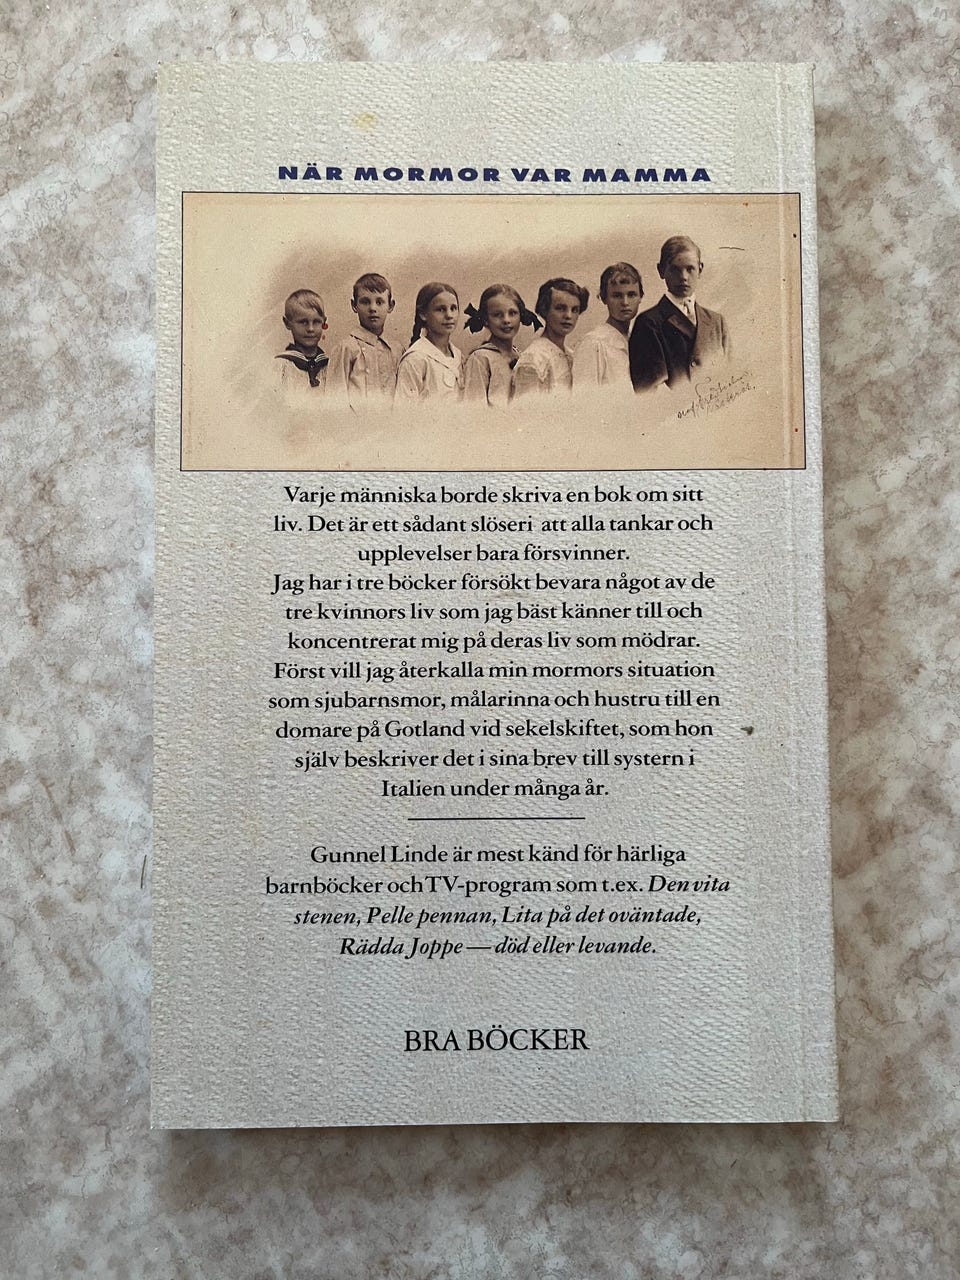 NÄR MORMOR VAR MAMMA
Varje människa borde skriva en bok om sitt
liv. Det är ett sådant slöseri att alla tankar och
upplevelser bara försvinner.
Jag har i tre böcker försökt bevara något av de
tre kvinnors liv som jag bäst känner till och
koncentrerat mig på deras liv som mödrar.
Först vill jag återkalla min mormors situation
som sjubarnsmor, målarinna och hustru till en
domare på Gotland vid sekelskiftet, som hon
själv beskriver det i sina brev till systern i
Italien under många år.
Gunnel Linde är mest känd för härliga
barnböcker och TV-program som t.ex. Den vita
stenen, Pelle pennan, Lita på det oväntade,
Rädda Joppe — död eller levande.
BRA BÖCKER